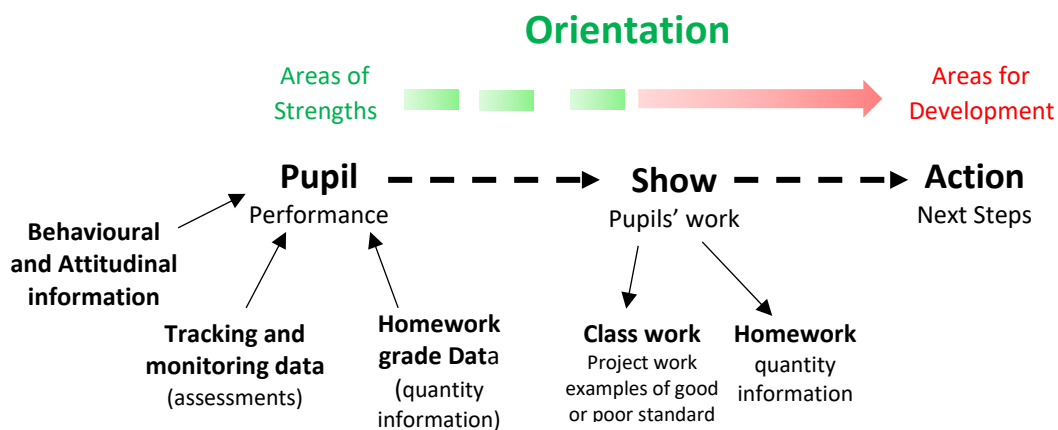 Orientation
Areas of
Strengths
Areas for
Development
Pupil
Performance
Show
Pupils’ work
Action
Next Steps
Behavioural
and Attitudinal
information
Tracking and
monitoring data
(assessments)
Homework
grade Data
(quantity
information)
Class work
Project work
examples of good
or poor standard
Homework
quantity
information